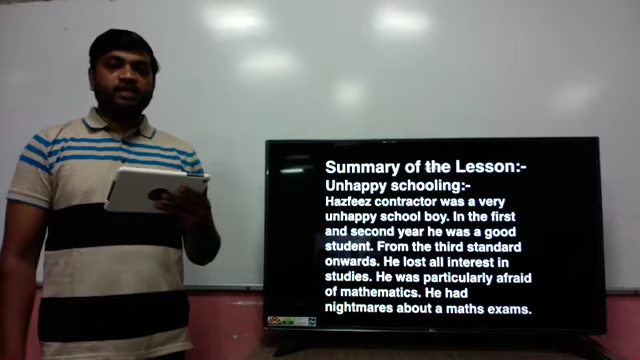 Summary of the Lesson:-
Unhappy schooling:-
Hazfeez contractor was a very
unhappy school boy. In the first
and second year he was a good
student. From the third standard
onwards. He lost all interest in
studies. He was particularly afraid
of mathematics. He had
nightmares about a maths exams.